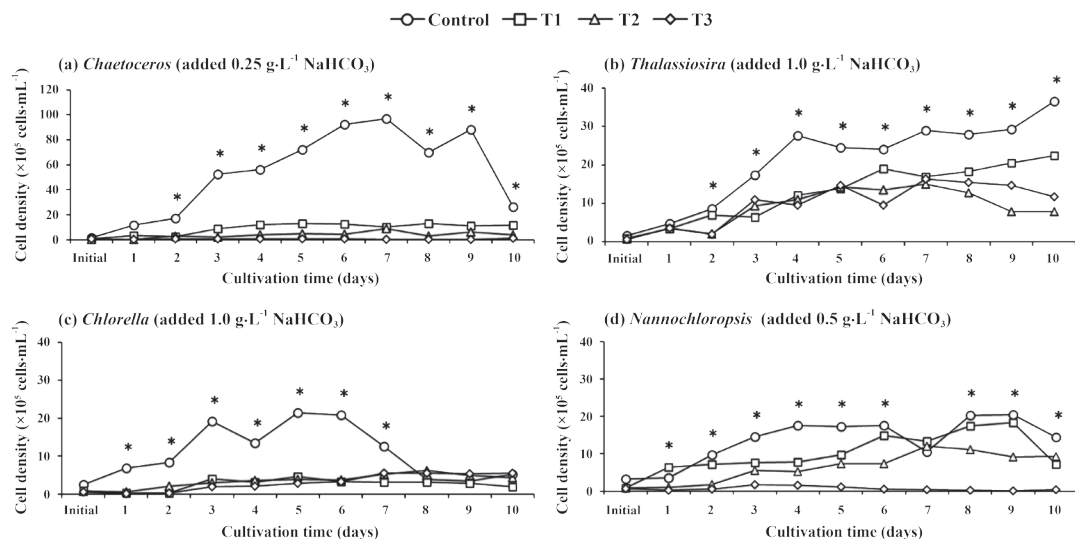 Control T1 T2 T3
(a) Chaetoceros (added 0.25 g·L⁻¹ NaHCO₃)
Cell density (×10⁵ cells·mL⁻¹)
120
100
80
60
40
20
0
* * * * * * * * *
Initial 1 2 3 4 5 6 7 8 9 10
Cultivation time (days)
(b) Thalassiosira (added 1.0 g·L⁻¹ NaHCO₃)
Cell density (×10⁵ cells·mL⁻¹)
40
30
20
10
0
* * * * * * * * *
Initial 1 2 3 4 5 6 7 8 9 10
Cultivation time (days)
(c) Chlorella (added 1.0 g·L⁻¹ NaHCO₃)
Cell density (×10⁵ cells·mL⁻¹)
40
30
20
10
0
* * * * * * *
Initial 1 2 3 4 5 6 7 8 9 10
Cultivation time (days)
(d) Nannochloropsis (added 0.5 g·L⁻¹ NaHCO₃)
Cell density (×10⁵ cells·mL⁻¹)
40
30
20
10
0
* * * * * * * * *
Initial 1 2 3 4 5 6 7 8 9 10
Cultivation time (days)